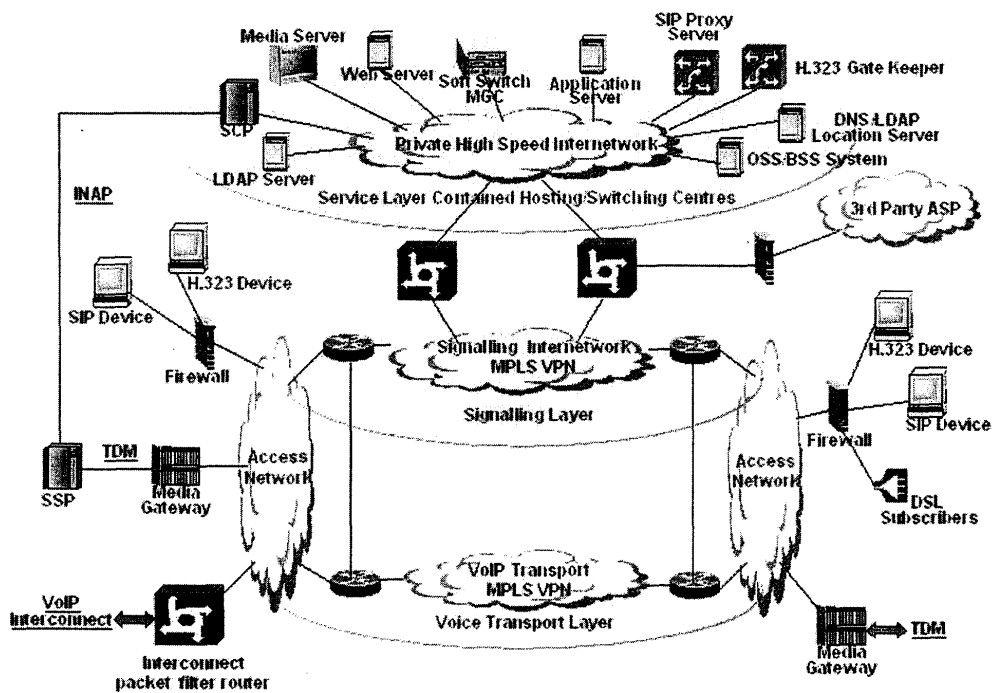 SIP Proxy
Server
Media Server
Web Server
Soft Switch
MGC
Application
Server
H.323 Gate Keeper
SCP
DNS/LDAP
Location Server
Private High Speed Internetwork
OSS/BSS System
LDAP Server
INAP
Service Layer Contained Hosting/Switching Centres
3rd Party ASP
H.323 Device
SIP Device
Signalling Internetwork
MPLS VPN
H.323 Device
Firewall
Signalling Layer
Firewall
SIP Device
TDM
Access
Network
Access
Network
SSP
Media
Gateway
DSL
Subscribers
VoIP Transport
MPLS VPN
VoIP
Interconnect
Voice Transport Layer
TDM
Interconnect
packet filter router
Media
Gateway